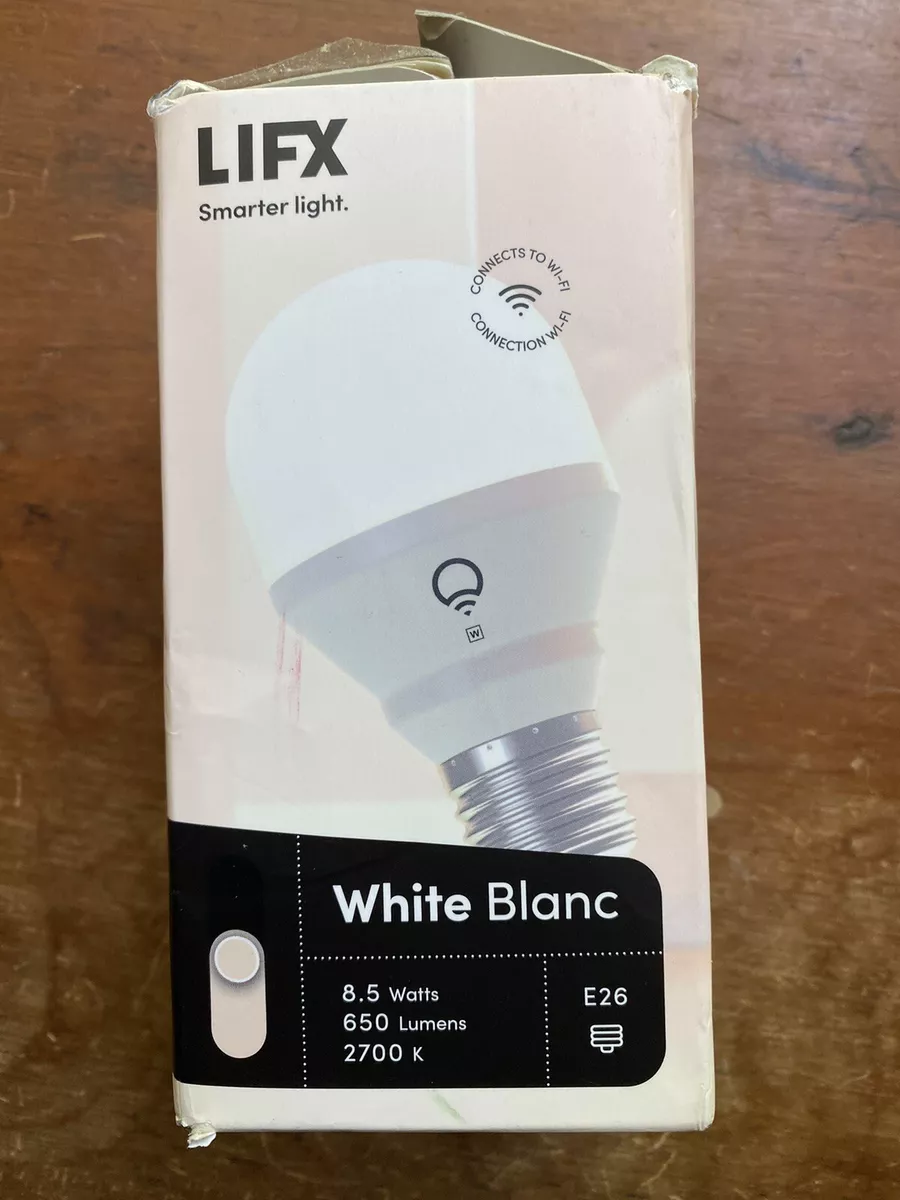 LIFX
Smarter light.
CONNECTS TO WI-FI
CONNECTION WI-FI
W
White Blanc
8.5 Watts
650 Lumens
2700 K
E26